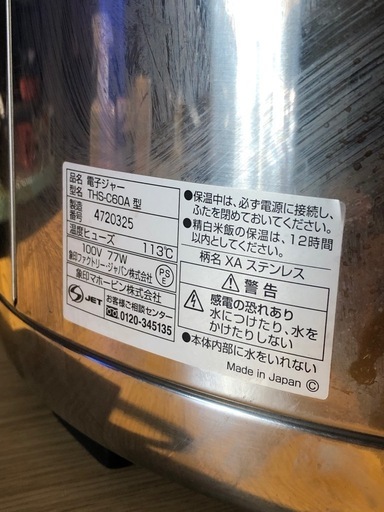 品名 電子ジャー
型名 THS-C60A 型
製造番号 4720325
温度ヒューズ 113℃
100V 77W
象印ファクトリー・ジャパン株式会社
PS
E
象印マホービン株式会社
S JET
お客様ご相談センター
0120-345135
●保温中は、必ず電源に接続し、
ふたを閉めておいてください。
●精白米飯の保温は、12時間
以内としてください。
柄名 XA ステンレス
⚠警告
感電の恐れあり
水につけたり、水を
かけたりしない
●本体内部に水をいれない
Made in Japan Ⓒ